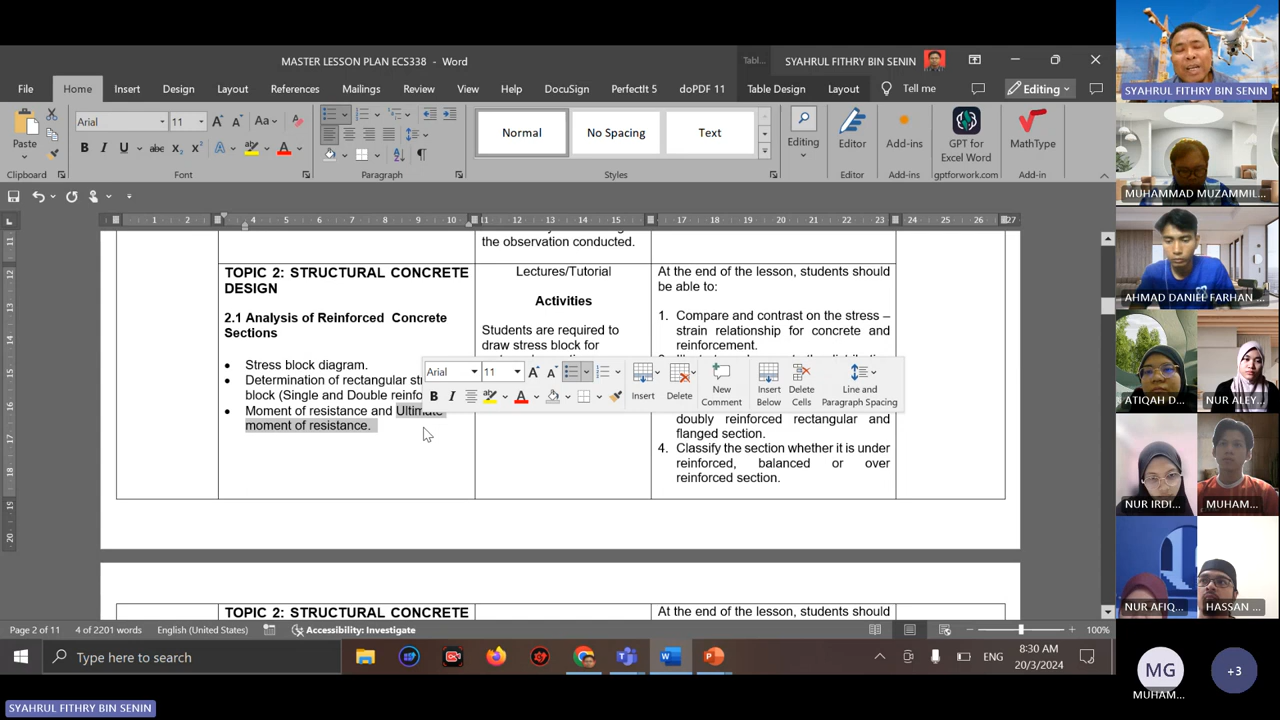 MASTER LESSON PLAN ECS338 - Word
Tabl...
SYAHRUL FITHRY BIN SENIN
File Home Insert Design Layout References Mailings Review View Help DocuSign PerfectIt 5 doPDF 11 Table Design Layout Tell me Editing
Paste
Arial 11
Normal
No Spacing
Text
Editing
Editor
Add-ins
GPT for
Excel Word
MathType
Clipboard Font Paragraph Styles Editor Add-ins gptforwork.com Add-in
the observation conducted.
TOPIC 2: STRUCTURAL CONCRETE
DESIGN
2.1 Analysis of Reinforced Concrete
Sections
• Stress block diagram.
• Determination of rectangular str
block (Single and Double reinfo
• Moment of resistance and Ultimate
moment of resistance.
Lectures/Tutorial
Activities
Students are required to
draw stress block for
At the end of the lesson, students should
be able to:
1. Compare and contrast on the stress –
strain relationship for concrete and
reinforcement.
doubly reinforced rectangular and
flanged section.
4. Classify the section whether it is under
reinforced, balanced or over
reinforced section.
Arial 11
Insert
Delete
New
Comment
Insert
Below
Delete
Cells
Line and
Paragraph Spacing
TOPIC 2: STRUCTURAL CONCRETE
At the end of the lesson, students should
Page 2 of 11 4 of 2201 words English (United States) Accessibility: Investigate 100%
Type here to search
ENG
8:30 AM
20/3/2024
SYAHRUL FITHRY BIN SENIN
SYAHRUL FITHRY BIN SENIN
MUHAMMAD MUZAMMIL...
AHMAD DANIEL FARHAN ...
ATIQAH D...
NUR ALEY...
NUR IRDI...
MUHAM...
NUR AFIQ...
HASSAN ...
MG
MUHAM...
+3